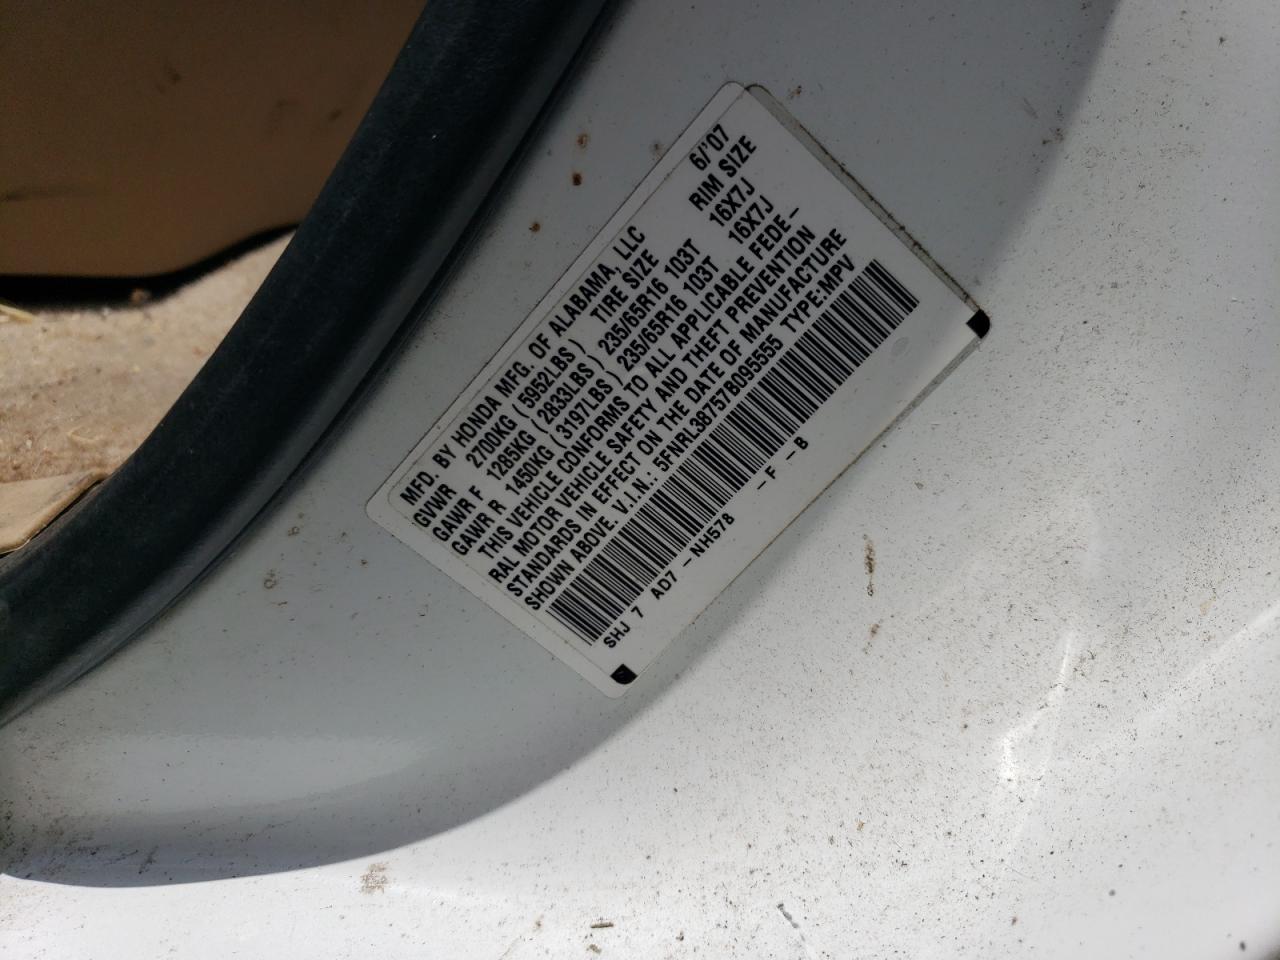 MFD. BY HONDA MFG. OF ALABAMA, LLC 6/'07
GVWR 2700KG (5952LBS) TIRE SIZE RIM SIZE
GAWR F 1285KG (2833LBS) 235/65R16 103T 16X7J
GAWR R 1450KG (3197LBS) 235/65R16 103T 16X7J
THIS VEHICLE CONFORMS TO ALL APPLICABLE FEDE-
RAL MOTOR VEHICLE SAFETY AND THEFT PREVENTION
STANDARDS IN EFFECT ON THE DATE OF MANUFACTURE
SHOWN ABOVE. V.I.N.: 5FNRL38757B095555 TYPE:MPV
SHJ 7 AD7 -NH578 -F -B